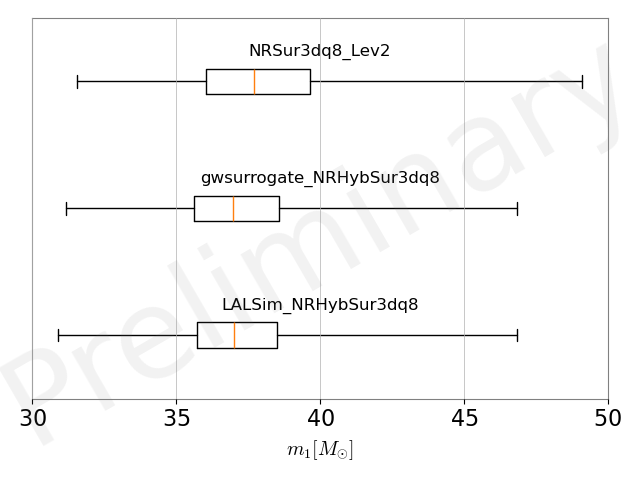 NRSur3dq8_Lev2
gwsurrogate_NRHybSur3dq8
LALSim_NRHybSur3dq8
Preliminary
30 35 40 45 50
m₁[M⊙]